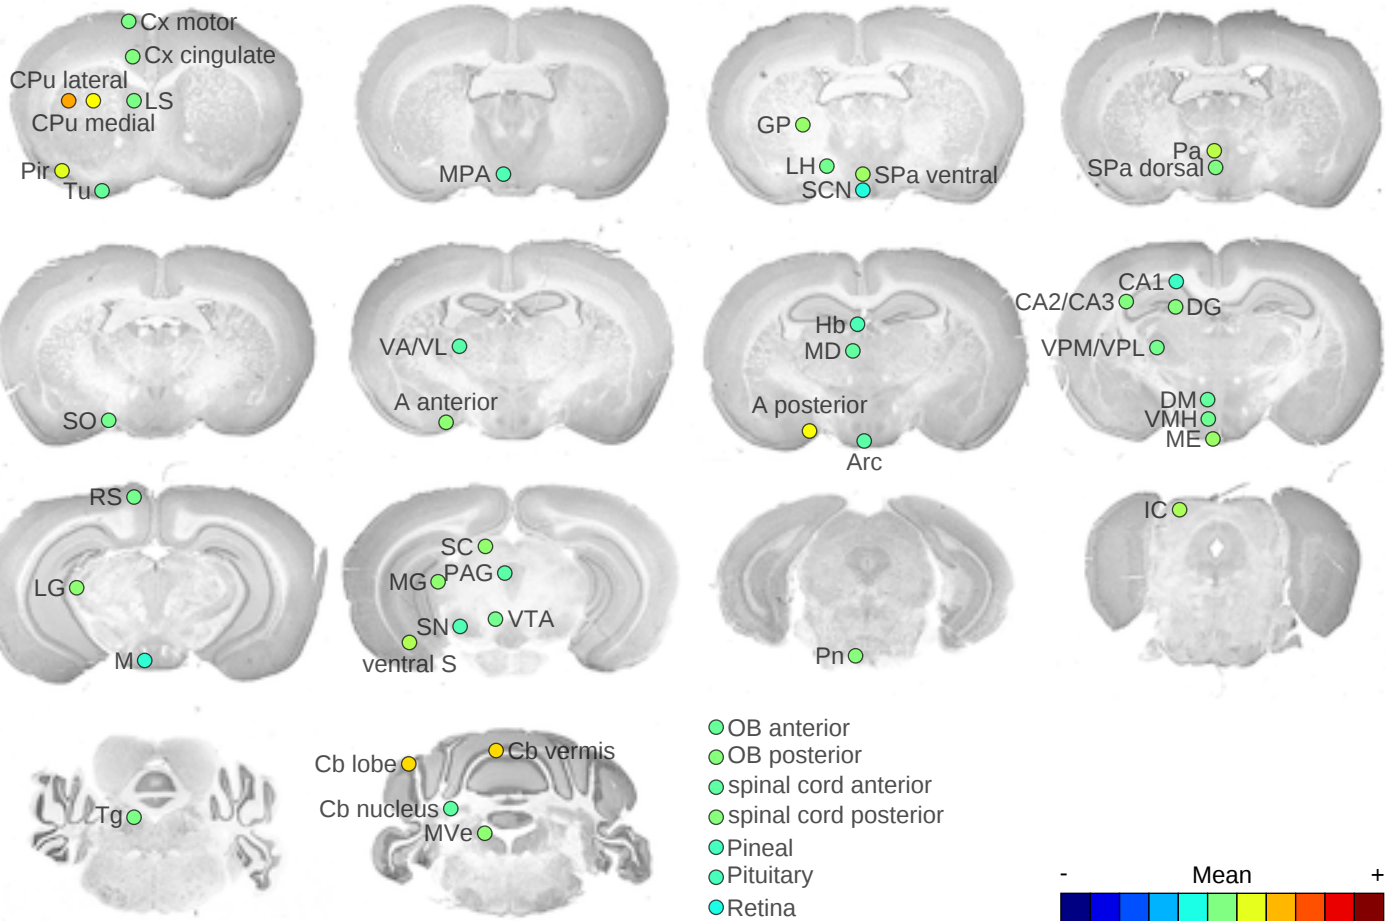 Cx motor
Cx cingulate
CPu lateral
LS
CPu medial
Pir
Tu
MPA
GP
LH
SPa ventral
SCN
Pa
SPa dorsal
SO
VA/VL
A anterior
Hb
MD
A posterior
Arc
CA1
CA2/CA3
DG
VPM/VPL
DM
VMH
ME
RS
LG
M
SC
MG
PAG
SN
VTA
ventral S
Pn
IC
Tg
Cb lobe
Cb vermis
Cb nucleus
MVe
OB anterior
OB posterior
spinal cord anterior
spinal cord posterior
Pineal
Pituitary
Retina
- Mean +